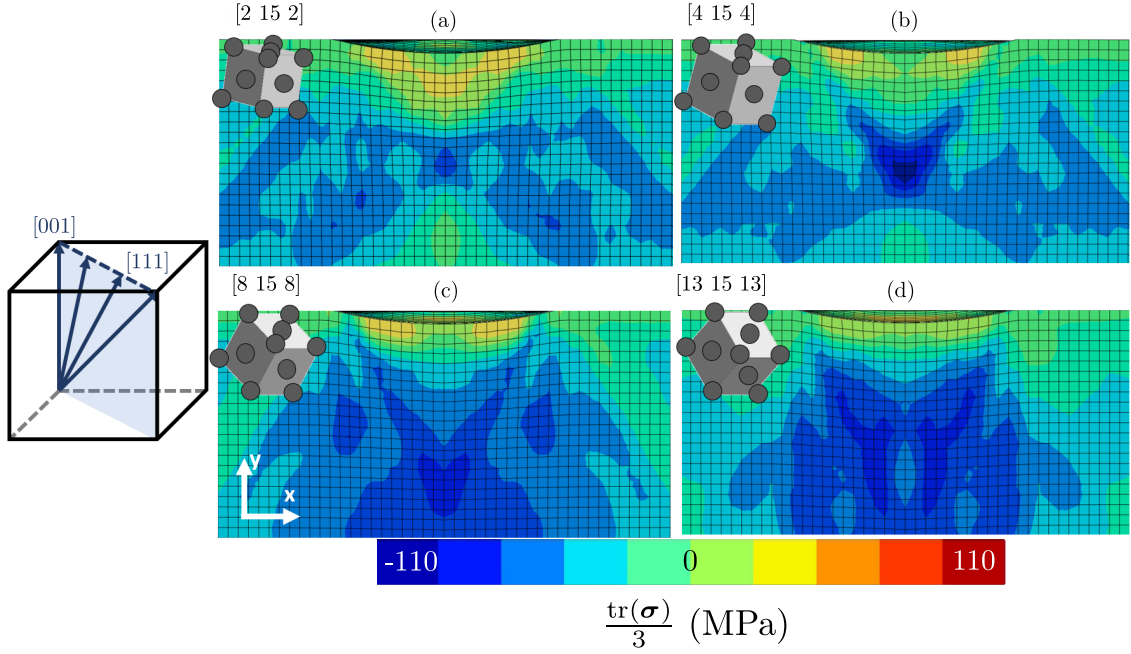 [2 15 2]
(a)
[4 15 4]
(b)
[001]
[111]
[8 15 8]
(c)
[13 15 13]
(d)
y
x
-110 0 110
tr(σ)/3 (MPa)